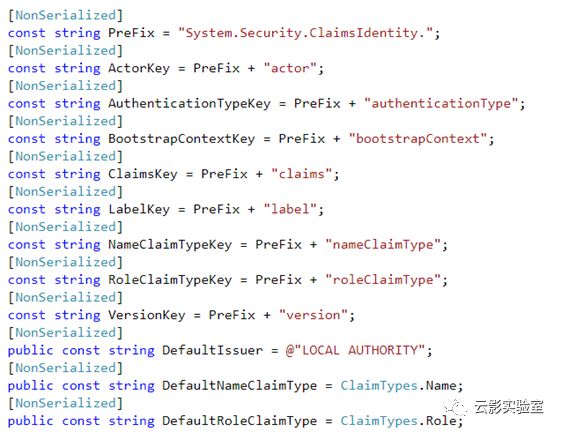 [NonSerialized]
const string PreFix = "System.Security.ClaimsIdentity.";
[NonSerialized]
const string ActorKey = PreFix + "actor";
[NonSerialized]
const string AuthenticationTypeKey = PreFix + "authenticationType";
[NonSerialized]
const string BootstrapContextKey = PreFix + "bootstrapContext";
[NonSerialized]
const string ClaimsKey = PreFix + "claims";
[NonSerialized]
const string LabelKey = PreFix + "label";
[NonSerialized]
const string NameClaimTypeKey = PreFix + "nameClaimType";
[NonSerialized]
const string RoleClaimTypeKey = PreFix + "roleClaimType";
[NonSerialized]
const string VersionKey = PreFix + "version";
[NonSerialized]
public const string DefaultIssuer = @"LOCAL AUTHORITY";
[NonSerialized]
public const string DefaultNameClaimType = ClaimTypes.Name;
[NonSerialized]
public const string DefaultRoleClaimType = ClaimTypes.Role;
云影实验室